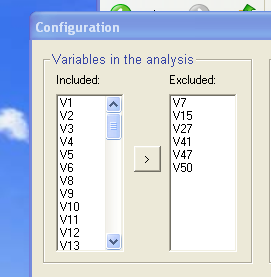 Configuration
Variables in the analysis
Included:
Excluded:
V1
V2
V3
V4
V5
V6
V8
V9
V10
V11
V12
V13
>
V7
V15
V27
V41
V47
V50